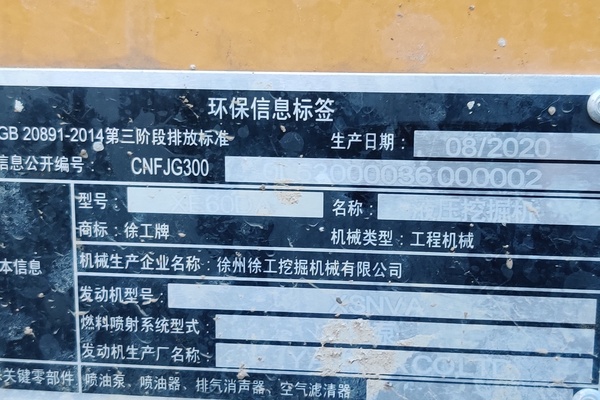 环保信息标签
GB 20891-2014第三阶段排放标准
生产日期： 08/2020
信息公开编号： CNFJG300 000036 000002
型号： 名称： 挖掘机
商标：徐工牌 机械类型：工程机械
本信息
机械生产企业名称：徐州徐工挖掘机械有限公司
发动机型号：
燃料喷射系统型式：
发动机生产厂名称：
关键零部件 喷油泵、喷油器、排气消声器、空气滤清器